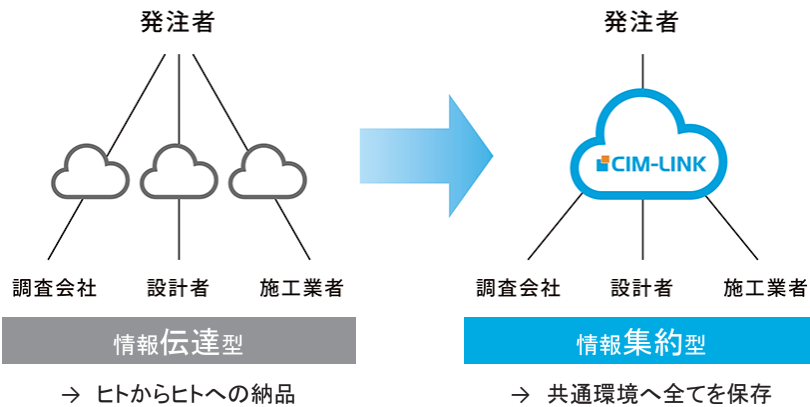 発注者
調査会社 設計者 施工業者
情報伝達型
→ ヒトからヒトへの納品
発注者
CIM-LINK
調査会社 設計者 施工業者
情報集約型
→ 共通環境へ全てを保存